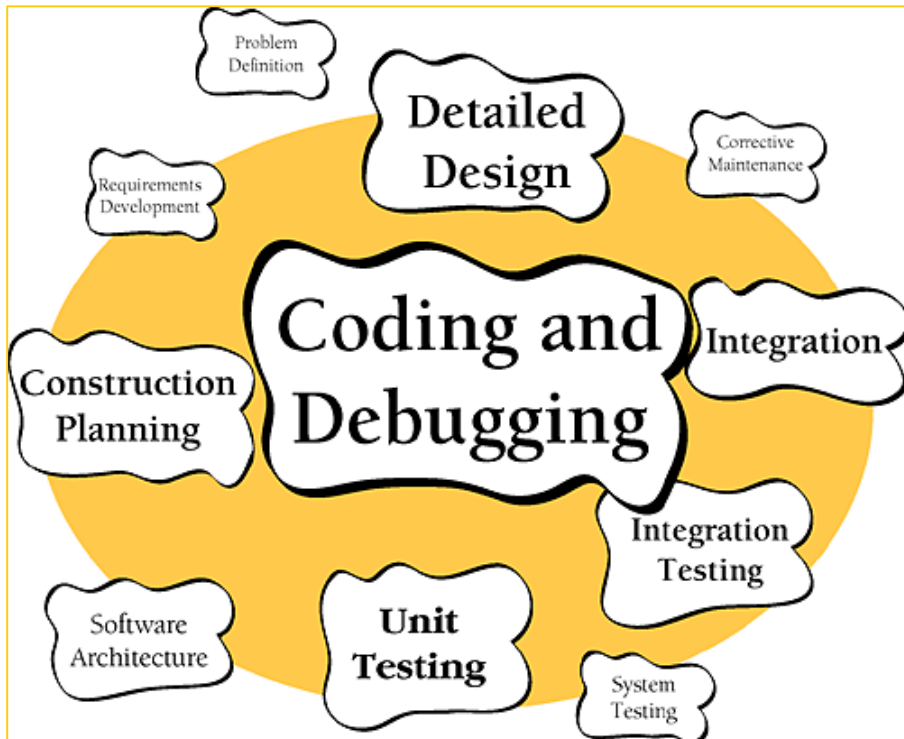 Problem
Definition
Detailed
Design
Corrective
Maintenance
Requirements
Development
Coding and
Debugging
Integration
Construction
Planning
Integration
Testing
Software
Architecture
Unit
Testing
System
Testing